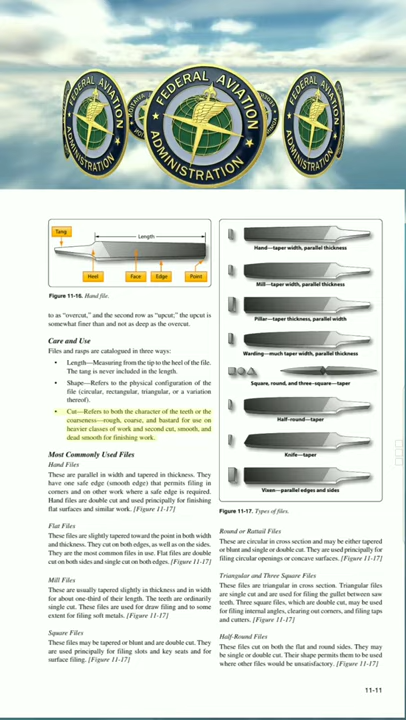 FEDERAL AVIATION
ADMINISTRATION
FEDERAL AVIATION
ADMINISTRATION
FEDERAL AVIATION
ADMINISTRATION
Tang
Length
Heel
Face
Edge
Point
Figure 11-16. Hand file.
to as “overcut,” and the second row as “upcut;” the upcut is
somewhat finer than and not as deep as the overcut.
Care and Use
Files and rasps are catalogued in three ways:
• Length—Measuring from the tip to the heel of the file.
The tang is never included in the length.
• Shape—Refers to the physical configuration of the
file (circular, rectangular, triangular, or a variation
thereof).
• Cut—Refers to both the character of the teeth or the
coarseness—rough, coarse, and bastard for use on
heavier classes of work and second cut, smooth, and
dead smooth for finishing work.
Most Commonly Used Files
Hand Files
These are parallel in width and tapered in thickness. They
have one safe edge (smooth edge) that permits filing in
corners and on other work where a safe edge is required.
Hand files are double cut and used principally for finishing
flat surfaces and similar work. [Figure 11-17]
Flat Files
These files are slightly tapered toward the point in both width
and thickness. They cut on both edges, as well as on the sides.
They are the most common files in use. Flat files are double
cut on both sides and single cut on both edges. [Figure 11-17]
Mill Files
These are usually tapered slightly in thickness and in width
for about one-third of their length. The teeth are ordinarily
single cut. These files are used for draw filing and to some
extent for filing soft metals. [Figure 11-17]
Square Files
These files may be tapered or blunt and are double cut. They
are used principally for filing slots and key seats and for
surface filing. [Figure 11-17]
Hand—taper width, parallel thickness
Mill—taper width, parallel thickness
Pillar—taper thickness, parallel width
Warding—much taper width, parallel thickness
Square, round, and three-square—taper
Half-round—taper
Knife—taper
Vixen—parallel edges and sides
Figure 11-17. Types of files.
Round or Rattail Files
These are circular in cross section and may be either tapered
or blunt and single or double cut. They are used principally for
filing circular openings or concave surfaces. [Figure 11-17]
Triangular and Three Square Files
These files are triangular in cross section. Triangular files
are single cut and are used for filing the gullet between saw
teeth. Three square files, which are double cut, may be used
for filing internal angles, clearing out corners, and filing taps
and cutters. [Figure 11-17]
Half-Round Files
These files cut on both the flat and round sides. They may
be single or double cut. Their shape permits them to be used
where other files would be unsatisfactory. [Figure 11-17]
11-11